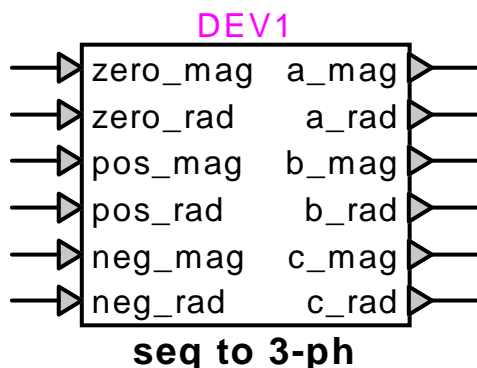 DEV1
zero_mag a_mag
zero_rad a_rad
pos_mag b_mag
pos_rad b_rad
neg_mag c_mag
neg_rad c_rad
seq to 3-ph